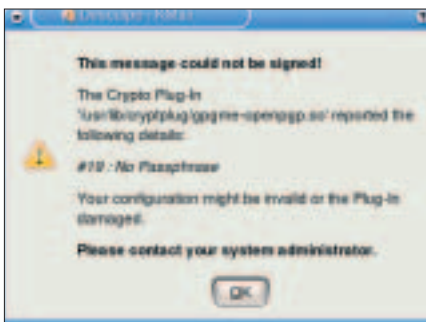 This message could not be signed!
The Crypto Plug-In
'/usr/lib/cryptplug/gpgme-openpgp.so' reported the
following details:
#19 : No Passphrase
Your configuration might be invalid or the Plug-In
damaged.
Please contact your system administrator.
OK